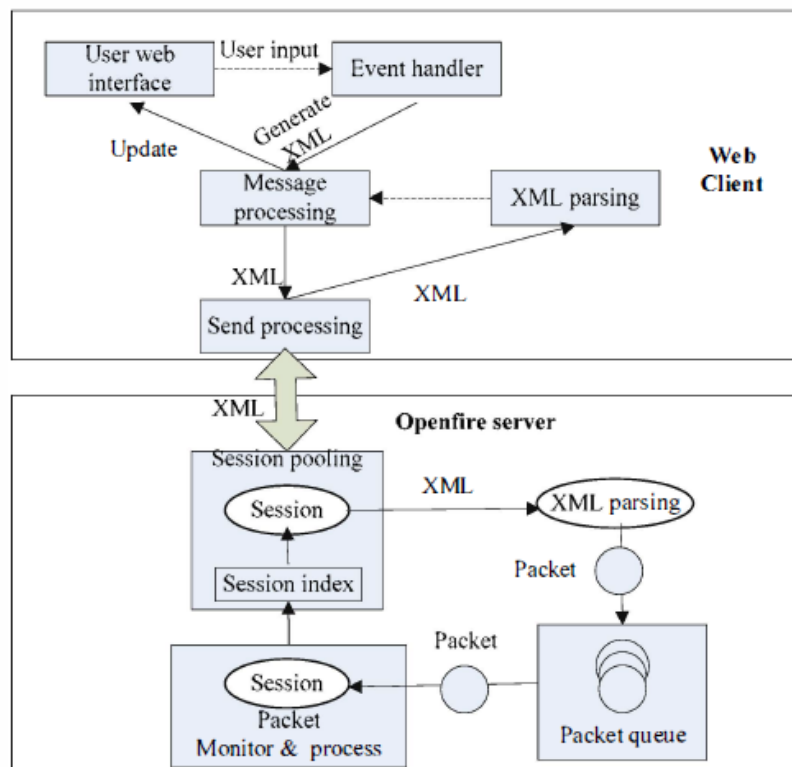 User web
interface
User input
Event handler
Generate
XML
Update
Message
processing
XML parsing
Web
Client
XML
XML
Send processing
XML
Openfire server
Session pooling
Session
XML
XML parsing
Session index
Packet
Packet
Session
Packet
Monitor & process
Packet queue